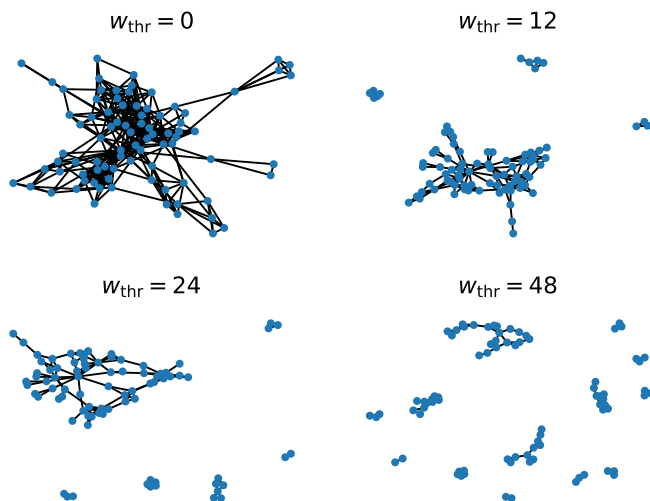 w_thr = 0
w_thr = 12
w_thr = 24
w_thr = 48